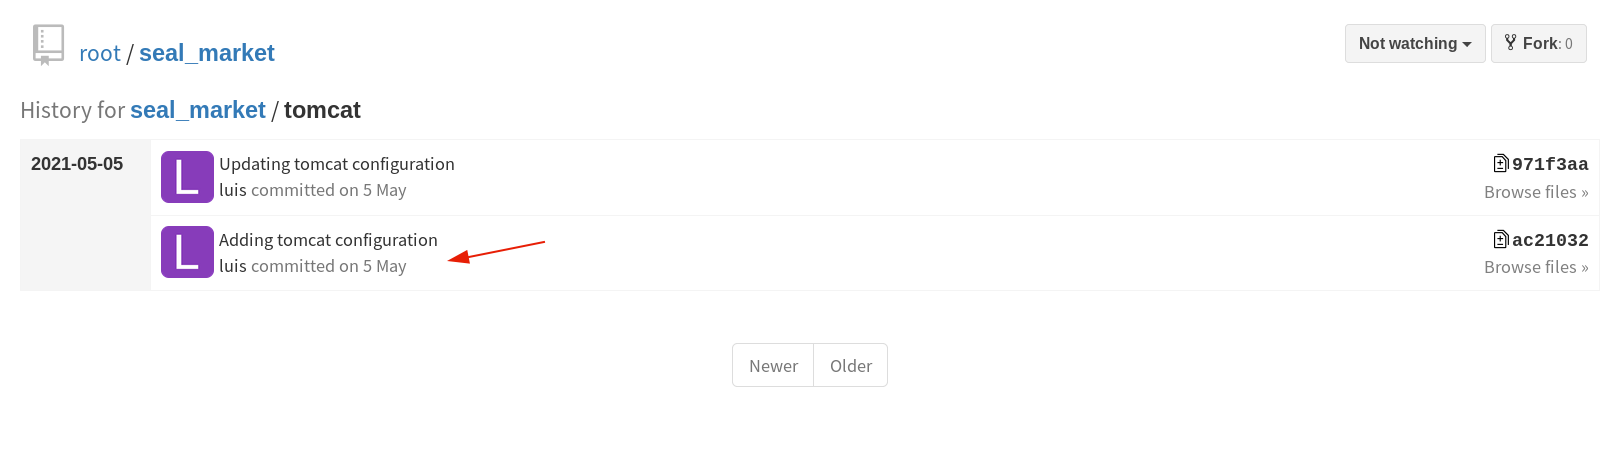 root / seal_market
Not watching
Fork: 0
History for seal_market / tomcat
2021-05-05
L
Updating tomcat configuration
luis committed on 5 May
971f3aa
Browse files »
L
Adding tomcat configuration
luis committed on 5 May
ac21032
Browse files »
Newer
Older